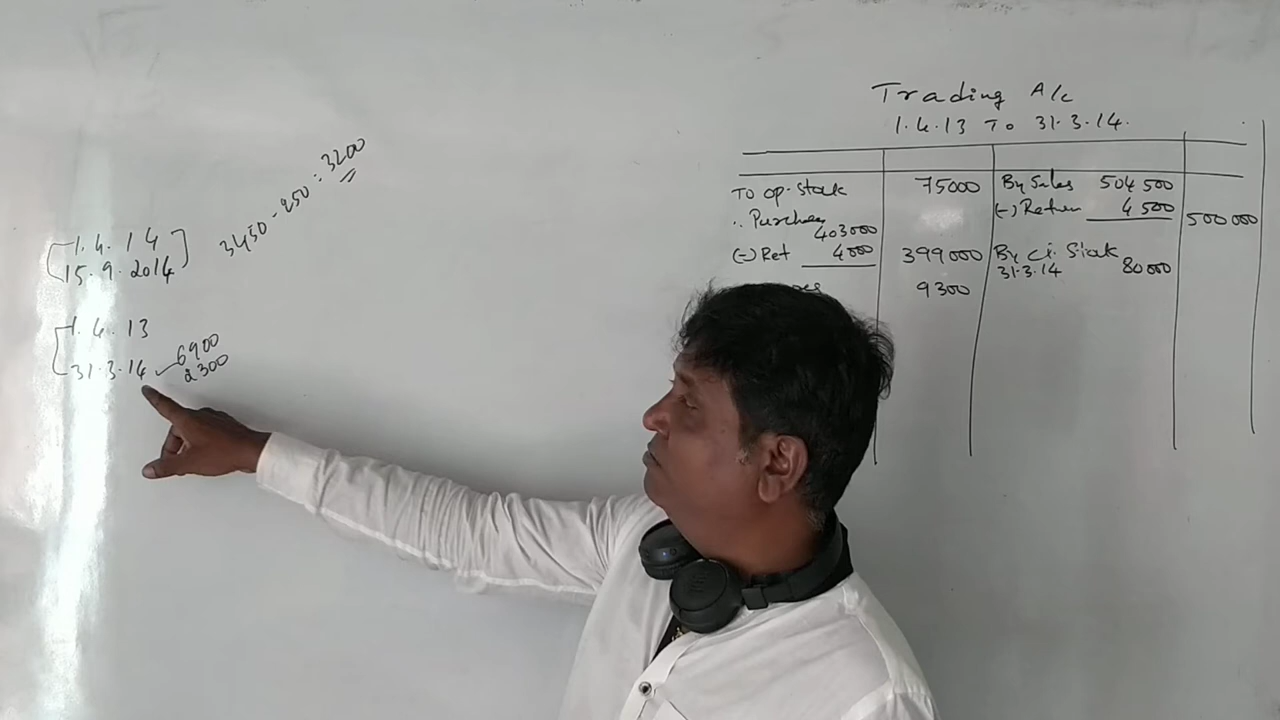 Trading A/c
1.4.13 To 31.3.14.
To op. Stock 75000 By Sales 504500
(-) Return 4500 500000
" Purchases 403000
(-) Ret 4000 399000 By Cl. Stock
31.3.14 80000
9300
3450 - 250 : 3200
1.4.14
15.9.2014
1.4.13
31.3.14 6900
2300